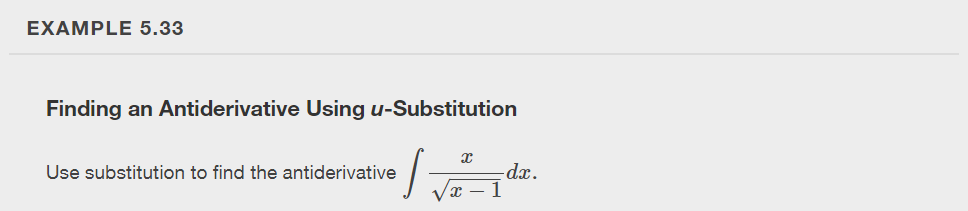 EXAMPLE 5.33
Finding an Antiderivative Using u-Substitution
Use substitution to find the antiderivative ∫ x/√(x − 1) dx.